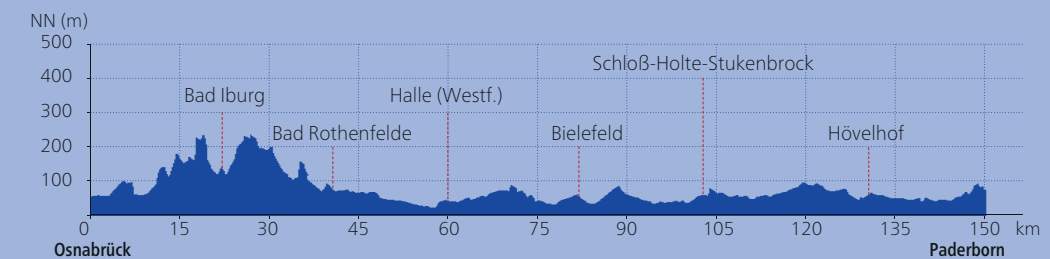 NN (m)
500
400
300
200
100
Schloß-Holte-Stukenbrock
Bad Iburg
Halle (Westf.)
Bad Rothenfelde
Bielefeld
Hövelhof
0 15 30 45 60 75 90 105 120 135 150 km
Osnabrück Paderborn